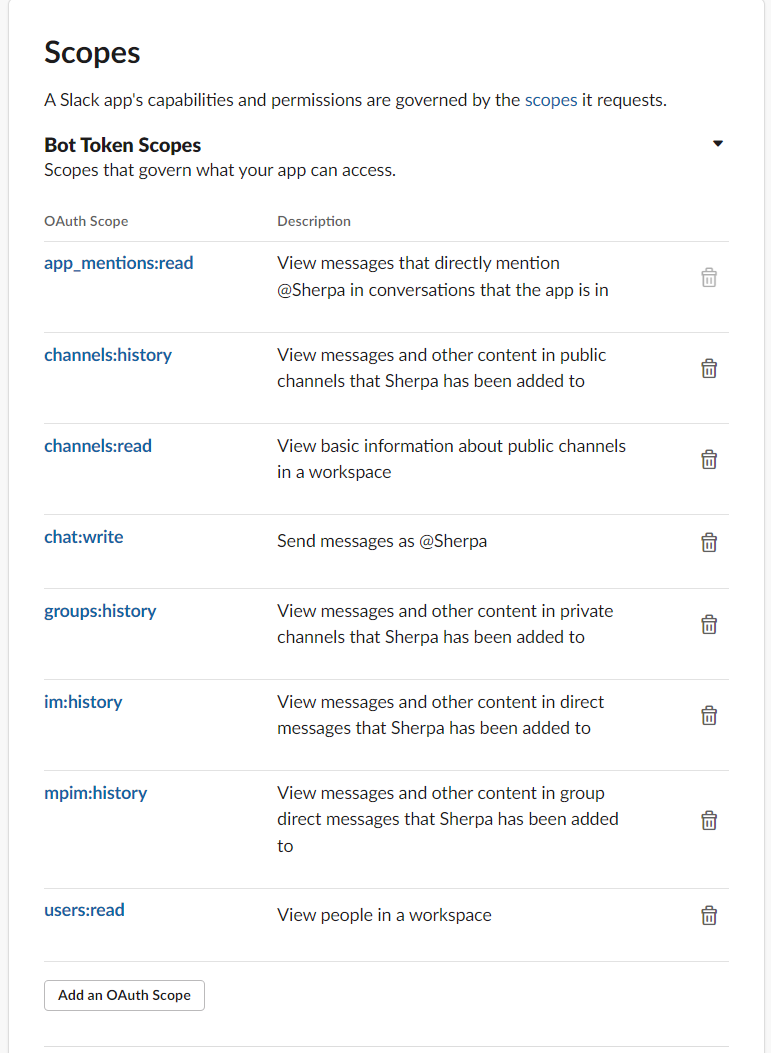 Scopes
A Slack app's capabilities and permissions are governed by the scopes it requests.
Bot Token Scopes
Scopes that govern what your app can access.
OAuth Scope Description
app_mentions:read View messages that directly mention
@Sherpa in conversations that the app is in
channels:history View messages and other content in public
channels that Sherpa has been added to
channels:read View basic information about public channels
in a workspace
chat:write Send messages as @Sherpa
groups:history View messages and other content in private
channels that Sherpa has been added to
im:history View messages and other content in direct
messages that Sherpa has been added to
mpim:history View messages and other content in group
direct messages that Sherpa has been added
to
users:read View people in a workspace
Add an OAuth Scope